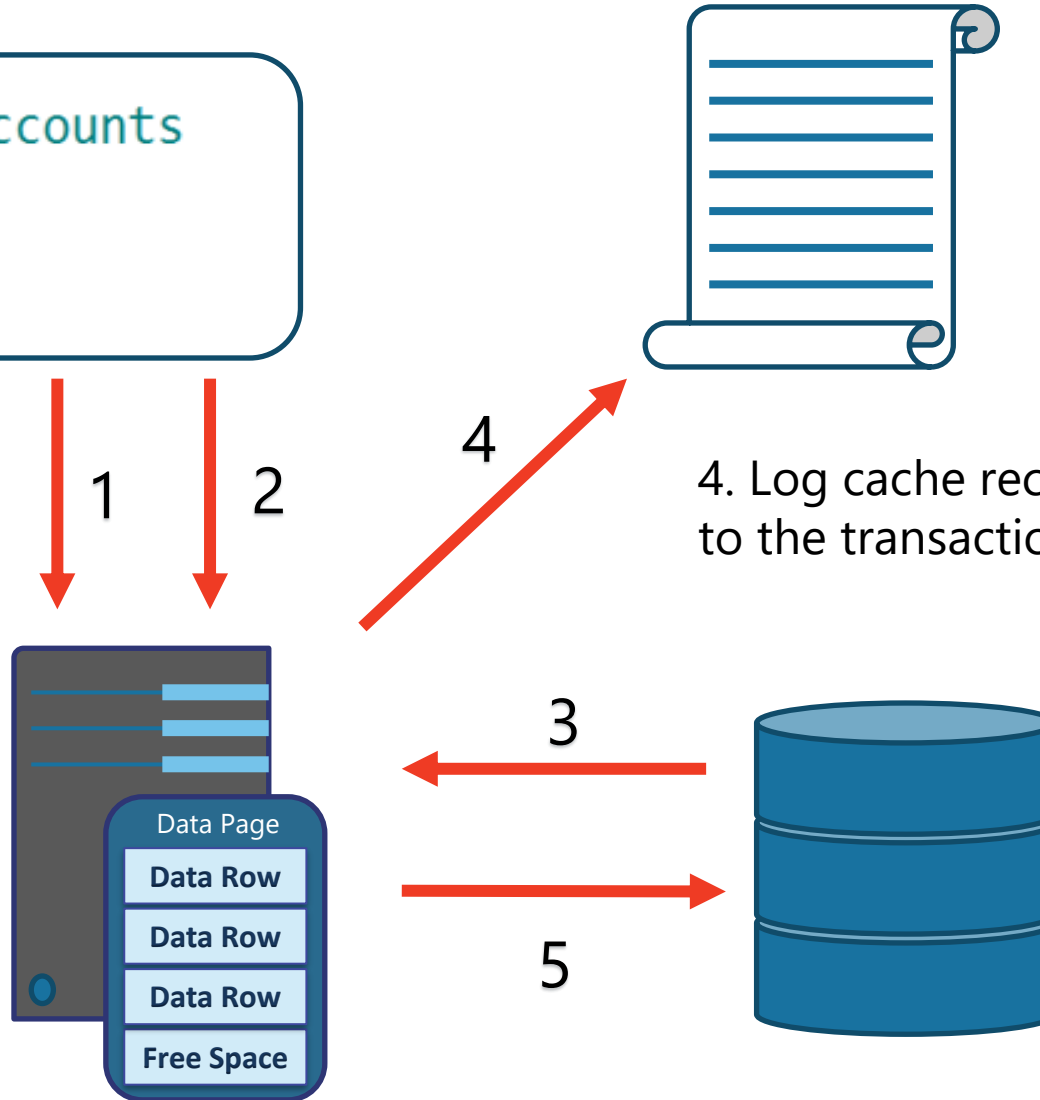 ccounts
1
2
4
4. Log cache rec
to the transactio
3
5
Data Page
Data Row
Data Row
Data Row
Free Space